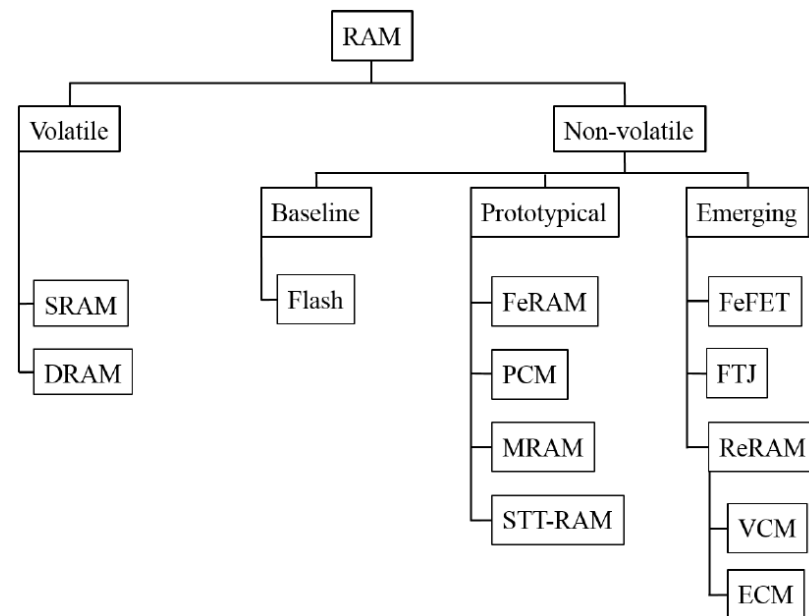 RAM
Volatile
Non-volatile
Baseline
Prototypical
Emerging
SRAM
DRAM
Flash
FeRAM
PCM
MRAM
STT-RAM
FeFET
FTJ
ReRAM
VCM
ECM